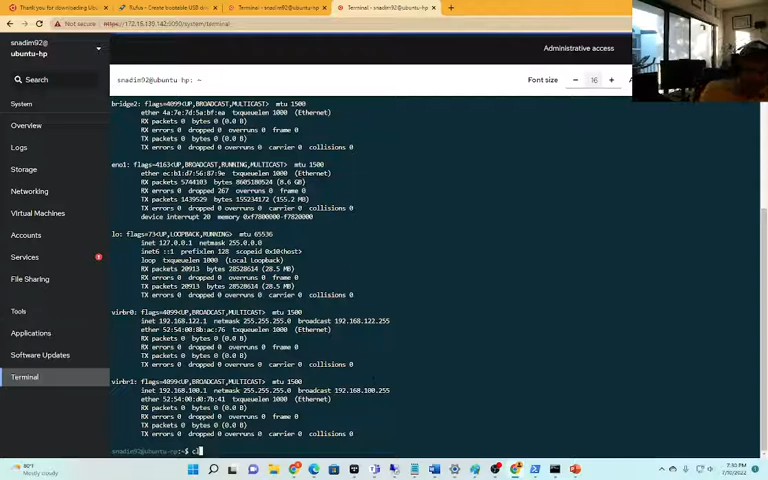 Thank you for downloading Ubu
Rufus - Create bootable USB dri
Terminal - snadim92@ubuntu-hp
Terminal - snadim92@ubuntu-hp
Not secure
https://172.16.139.142:9090/system/terminal
snadim92@
ubuntu-hp
Administrative access
Search
snadim92@ubuntu-hp: ~
Font size
16
System
Overview
Logs
Storage
Networking
Virtual Machines
Accounts
Services
File Sharing
Tools
Applications
Software Updates
Terminal
bridge2: flags=4099<UP,BROADCAST,MULTICAST> mtu 1500
ether 4a:7e:7d:5a:bf:ea txqueuelen 1000 (Ethernet)
RX packets 0 bytes 0 (0.0 B)
RX errors 0 dropped 0 overruns 0 frame 0
TX packets 0 bytes 0 (0.0 B)
TX errors 0 dropped 0 overruns 0 carrier 0 collisions 0
eno1: flags=4163<UP,BROADCAST,RUNNING,MULTICAST> mtu 1500
ether ec:b1:d7:56:87:9e txqueuelen 1000 (Ethernet)
RX packets 5744103 bytes 8605180524 (8.6 GB)
RX errors 0 dropped 267 overruns 0 frame 0
TX packets 1439529 bytes 155234172 (155.2 MB)
TX errors 0 dropped 0 overruns 0 carrier 0 collisions 0
device interrupt 20 memory 0xf7800000-f7820000
lo: flags=73<UP,LOOPBACK,RUNNING> mtu 65536
inet 127.0.0.1 netmask 255.0.0.0
inet6 ::1 prefixlen 128 scopeid 0x10<host>
loop txqueuelen 1000 (Local Loopback)
RX packets 20913 bytes 28528614 (28.5 MB)
RX errors 0 dropped 0 overruns 0 frame 0
TX packets 20913 bytes 28528614 (28.5 MB)
TX errors 0 dropped 0 overruns 0 carrier 0 collisions 0
virbr0: flags=4099<UP,BROADCAST,MULTICAST> mtu 1500
inet 192.168.122.1 netmask 255.255.255.0 broadcast 192.168.122.255
ether 52:54:00:8b:ac:76 txqueuelen 1000 (Ethernet)
RX packets 0 bytes 0 (0.0 B)
RX errors 0 dropped 0 overruns 0 frame 0
TX packets 0 bytes 0 (0.0 B)
TX errors 0 dropped 0 overruns 0 carrier 0 collisions 0
virbr1: flags=4099<UP,BROADCAST,MULTICAST> mtu 1500
inet 192.168.100.1 netmask 255.255.255.0 broadcast 192.168.100.255
ether 52:54:00:d0:7b:41 txqueuelen 1000 (Ethernet)
RX packets 0 bytes 0 (0.0 B)
RX errors 0 dropped 0 overruns 0 frame 0
TX packets 0 bytes 0 (0.0 B)
TX errors 0 dropped 0 overruns 0 carrier 0 collisions 0
snadim92@ubuntu-hp:~$ cl
80°F
Mostly cloudy
7:30 PM
7/10/2022